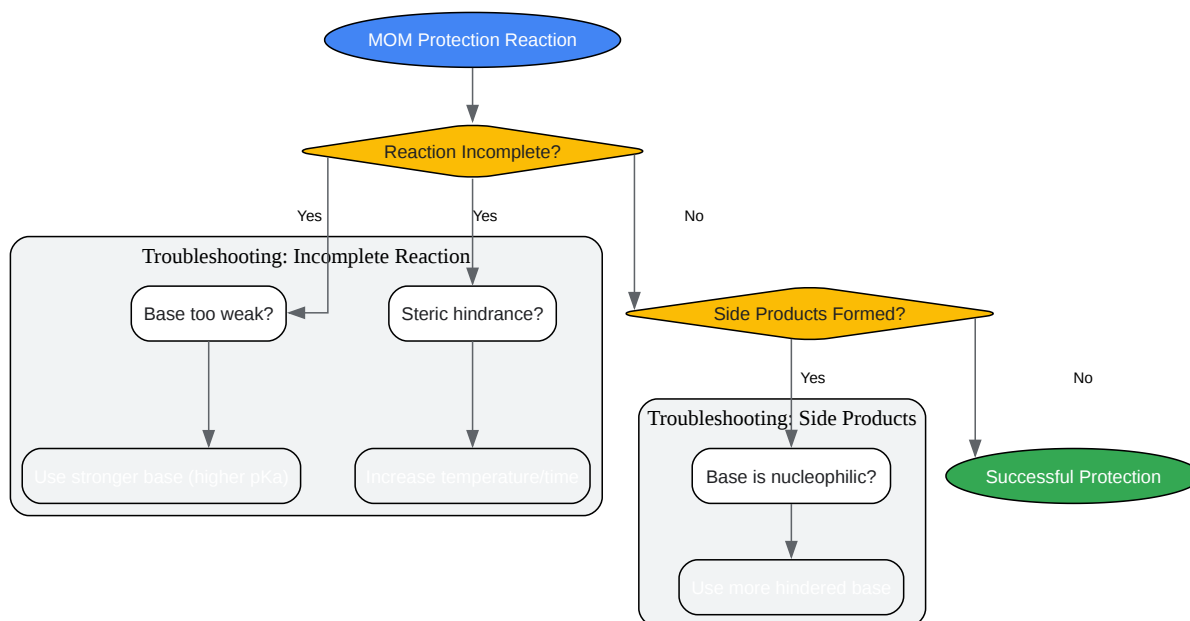 MOM Protection Reaction
Reaction Incomplete?
Yes
Yes
No
Troubleshooting: Incomplete Reaction
Base too weak?
Steric hindrance?
Side Products Formed?
Yes
No
Troubleshooting: Side Products
Use stronger base (higher pKa)
Increase temperature/time
Base is nucleophilic?
Successful Protection
Use more hindered base